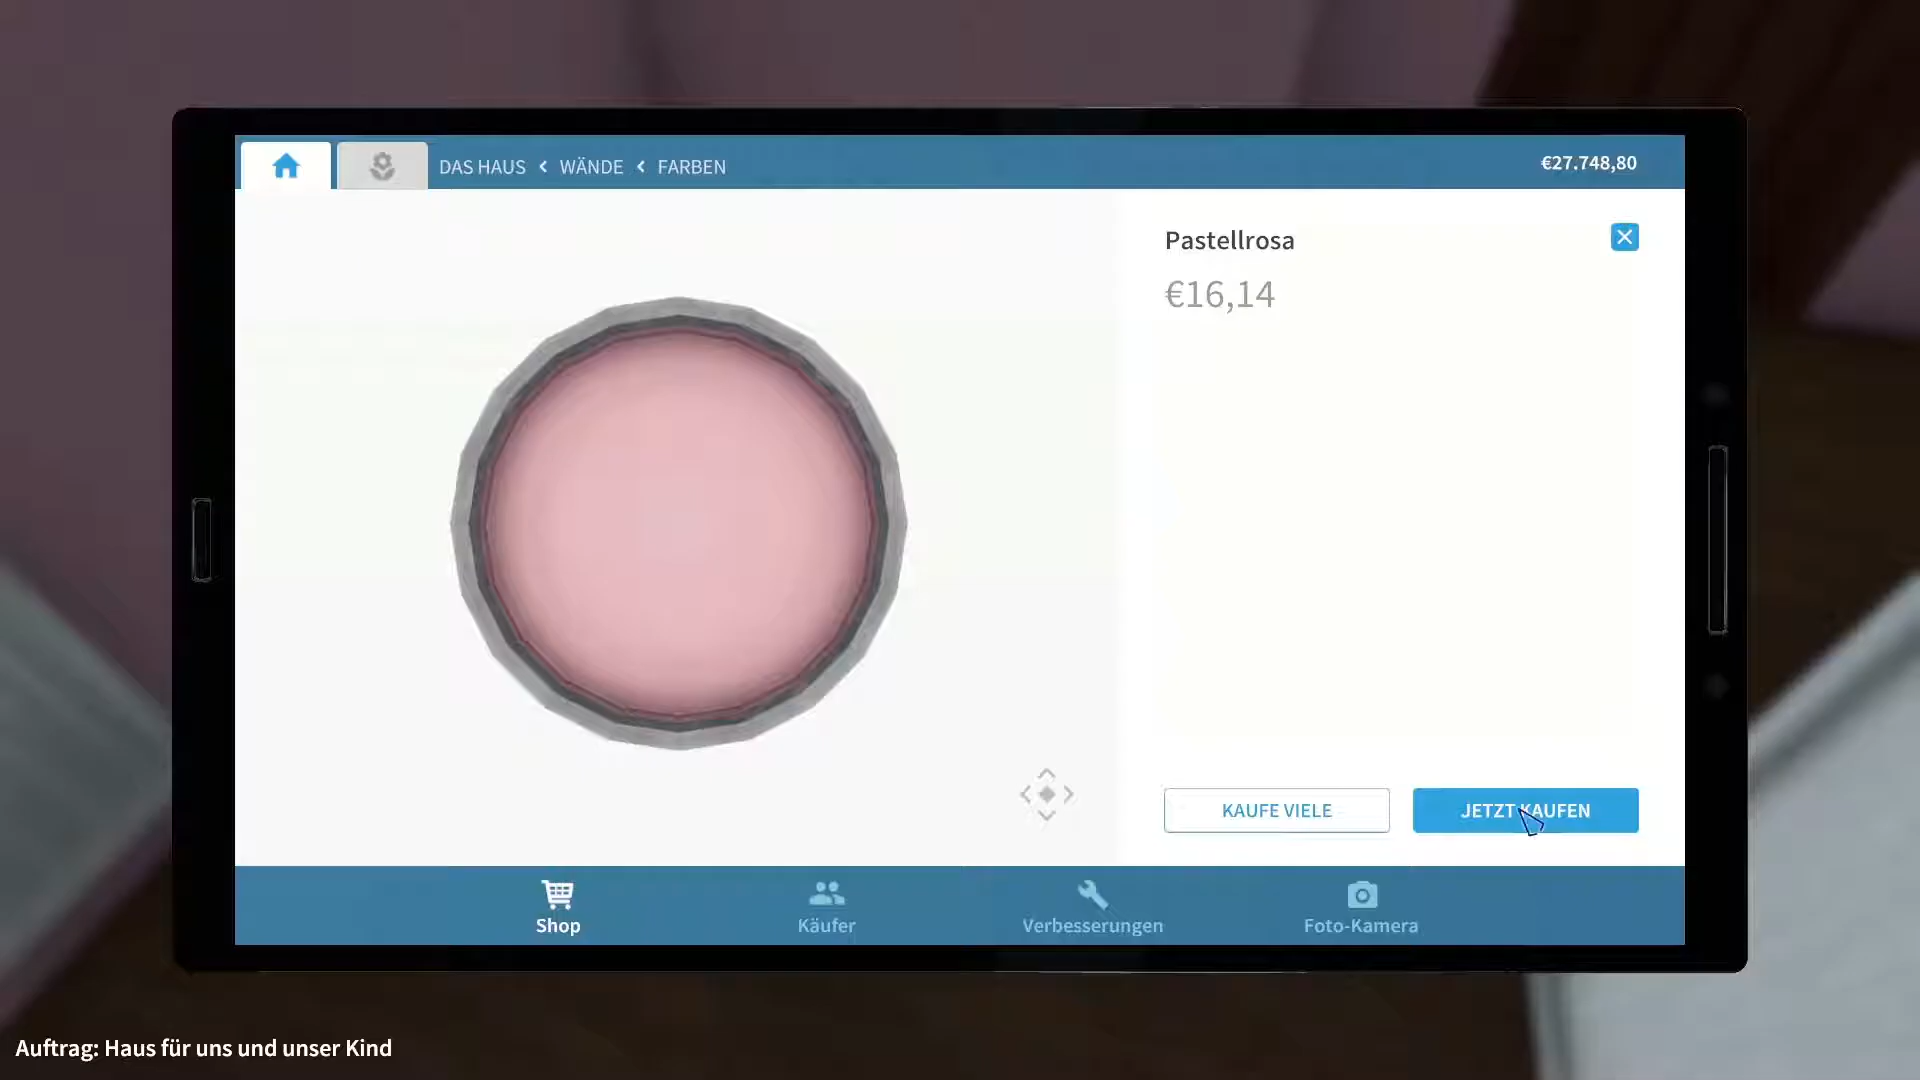 DAS HAUS < WÄNDE < FARBEN
€27.748,80
Pastellrosa
€16,14
KAUFE VIELE
JETZT KAUFEN
Shop
Käufer
Verbesserungen
Foto-Kamera
Auftrag: Haus für uns und unser Kind